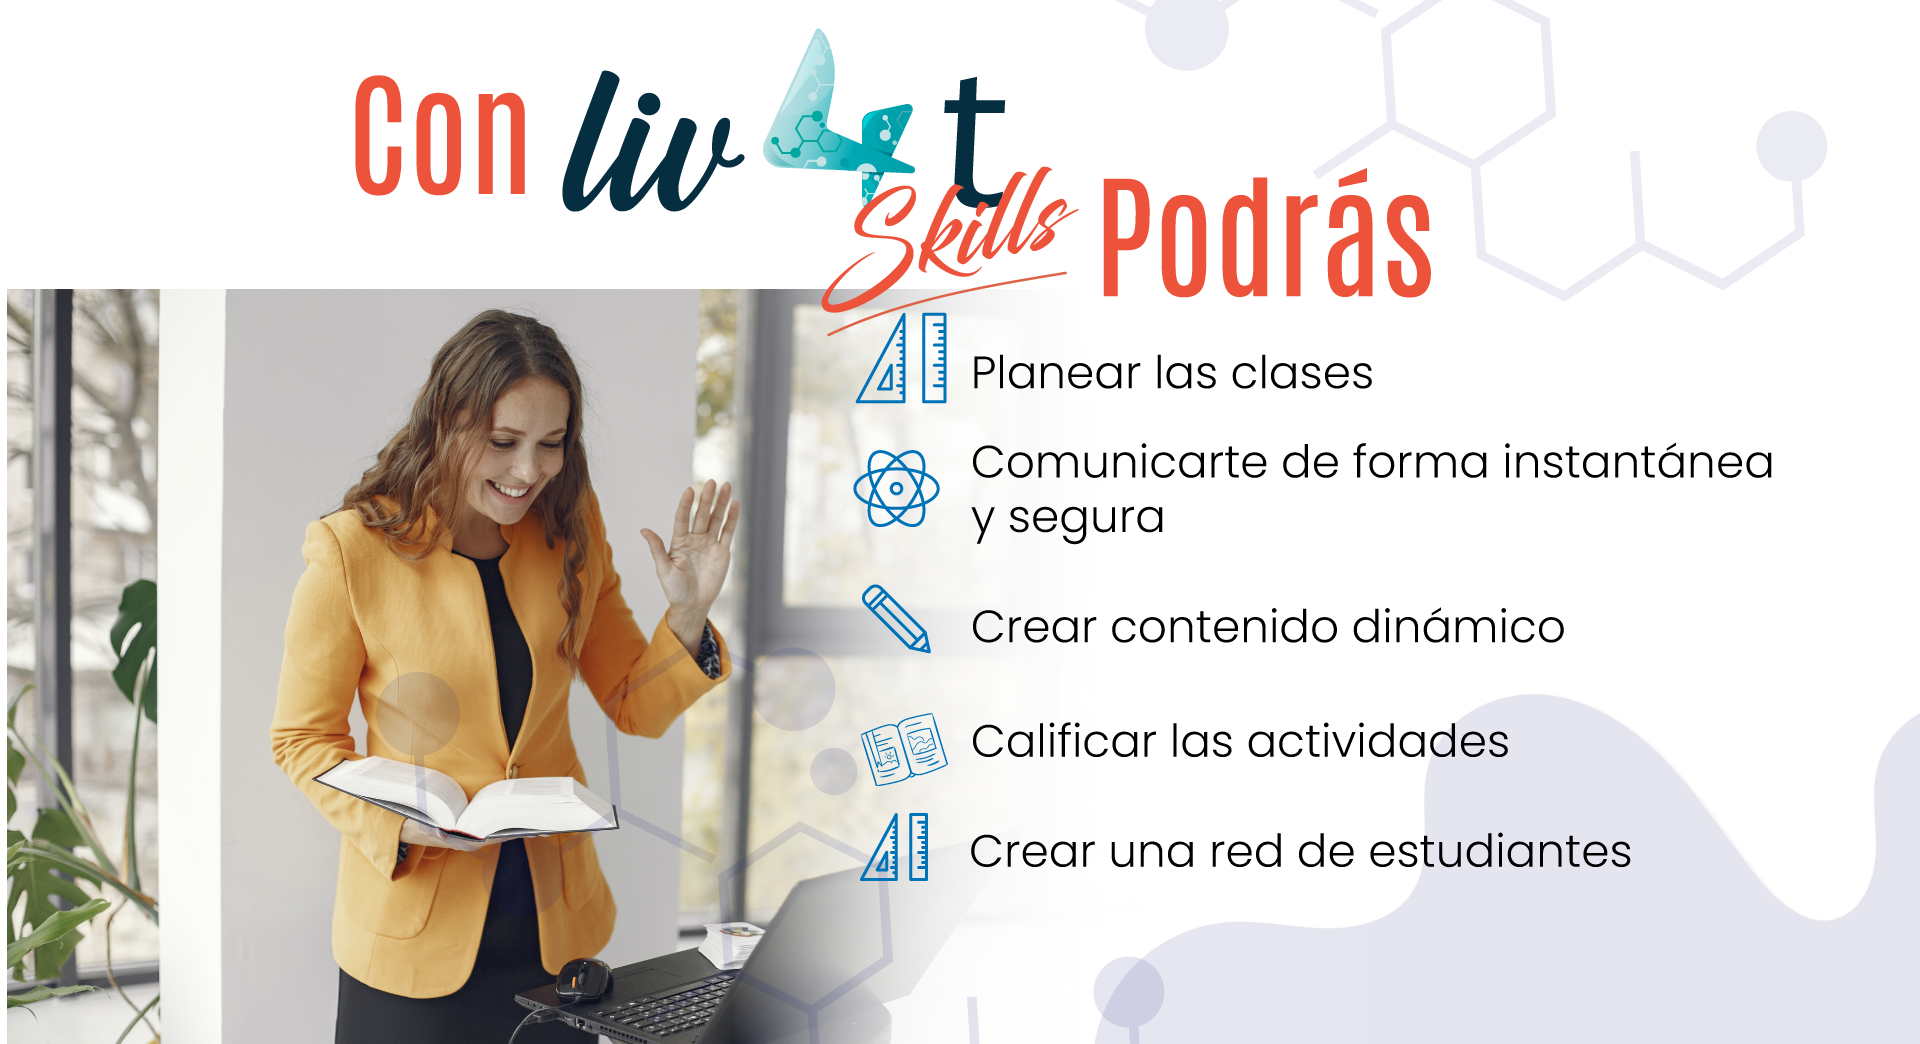 Con liv4t Skills Podrás
Planear las clases
Comunicarte de forma instantánea
y segura
Crear contenido dinámico
Calificar las actividades
Crear una red de estudiantes